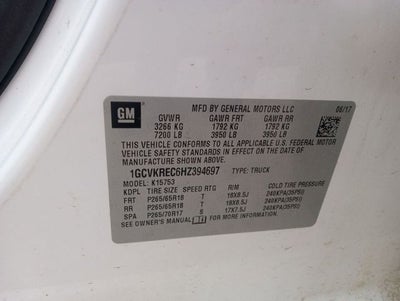 GM
MFD BY GENERAL MOTORS LLC 06/17
GVWR GAWR FRT GAWR RR
3266 KG 1792 KG 1792 KG
7200 LB 3950 LB 3950 LB
THIS VEHICLE CONFORMS TO ALL APPLICABLE U.S. FEDERAL MOTOR
VEHICLE SAFETY STANDARDS IN EFFECT ON THE DATE OF
MANUFACTURE SHOWN ABOVE.
1GCVKREC6HZ394697 TYPE: TRUCK
MODEL: K15753
KDPL TIRE SIZE SPEED RTG RIM COLD TIRE PRESSURE
FRT P265/65R18 T 18X8.5J 240KPA(35PSI)
RR P265/65R18 T 18X8.5J 240KPA(35PSI)
SPA P265/70R17 S 17X7.5J 240KPA(35PSI)
SEE OWNER'S MANUAL